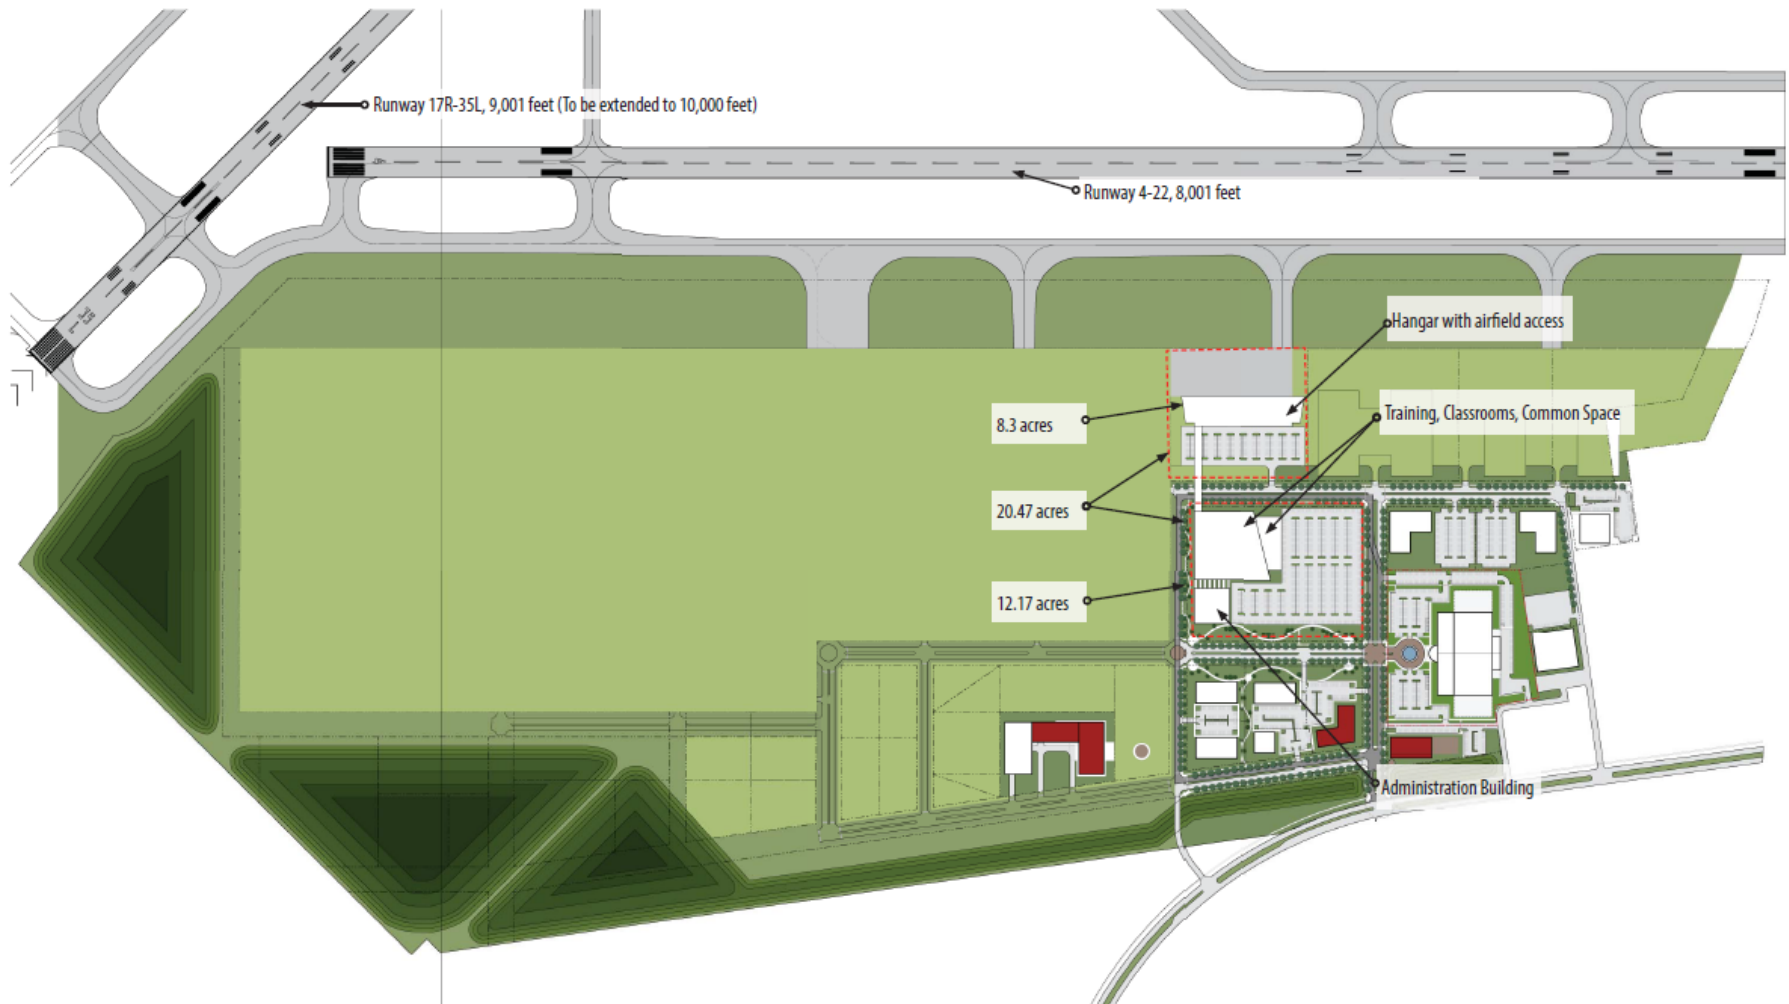 Runway 17R-35L, 9,001 feet (To be extended to 10,000 feet)
Runway 4-22, 8,001 feet
Hangar with airfield access
8.3 acres
Training, Classrooms, Common Space
20.47 acres
12.17 acres
Administration Building